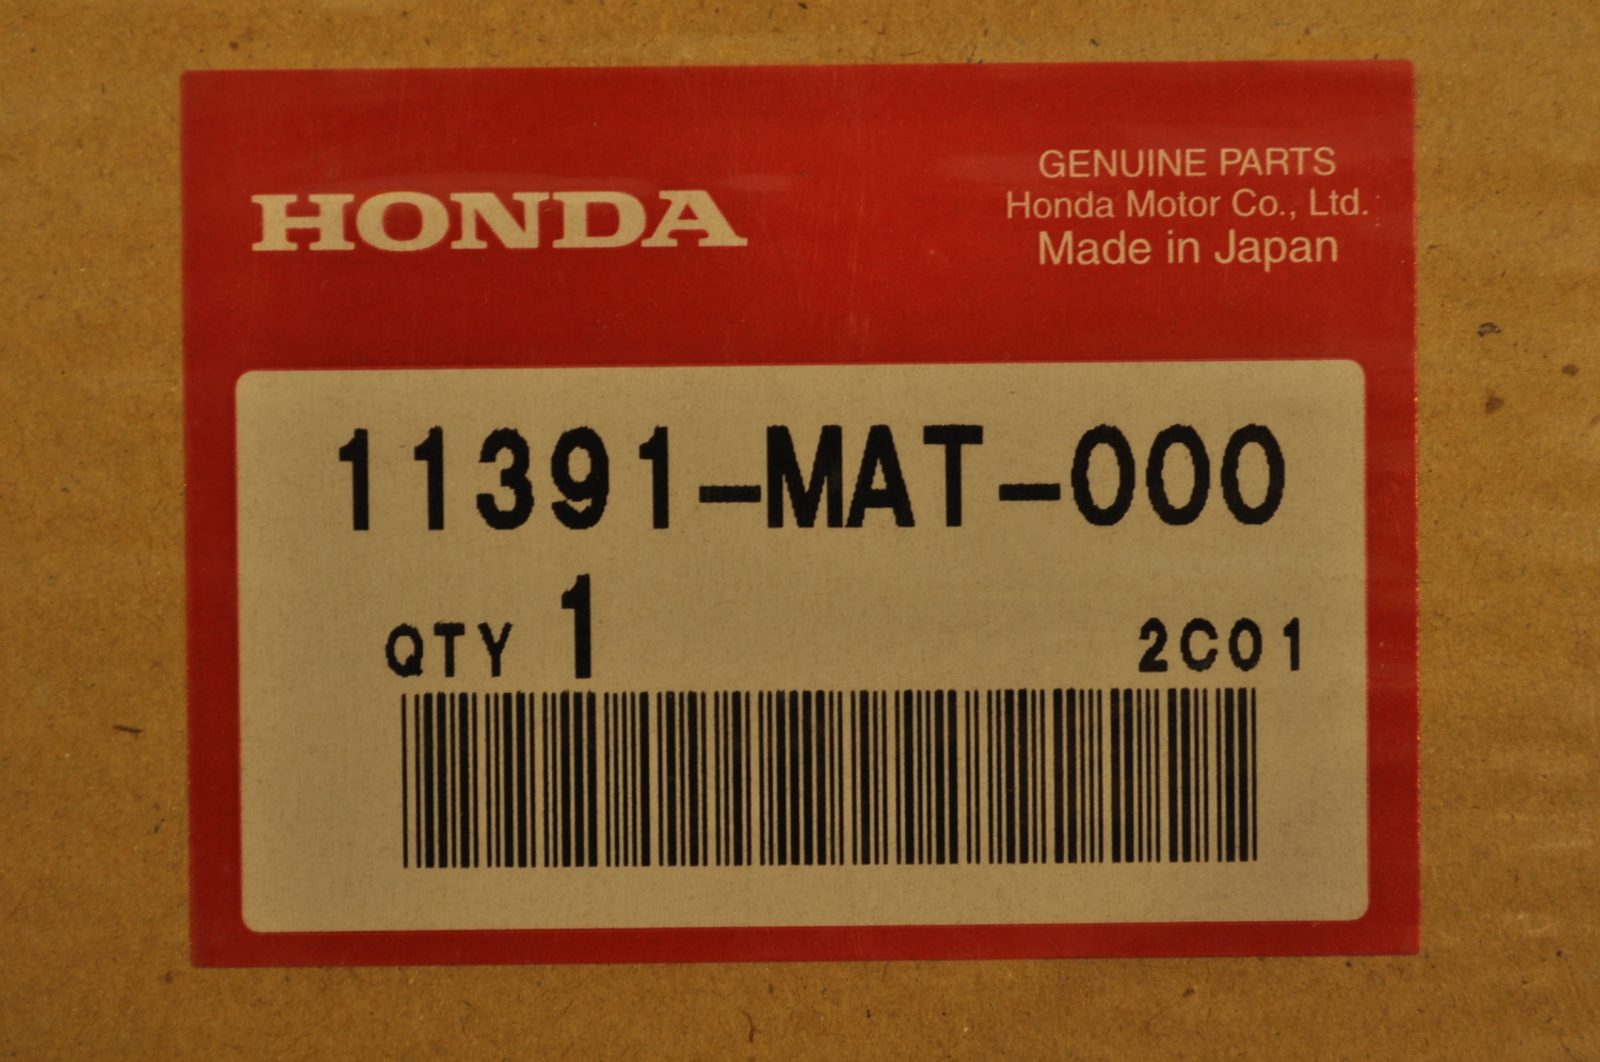 HONDA
GENUINE PARTS
Honda Motor Co., Ltd.
Made in Japan
11391-MAT-000
QTY 1
2C01